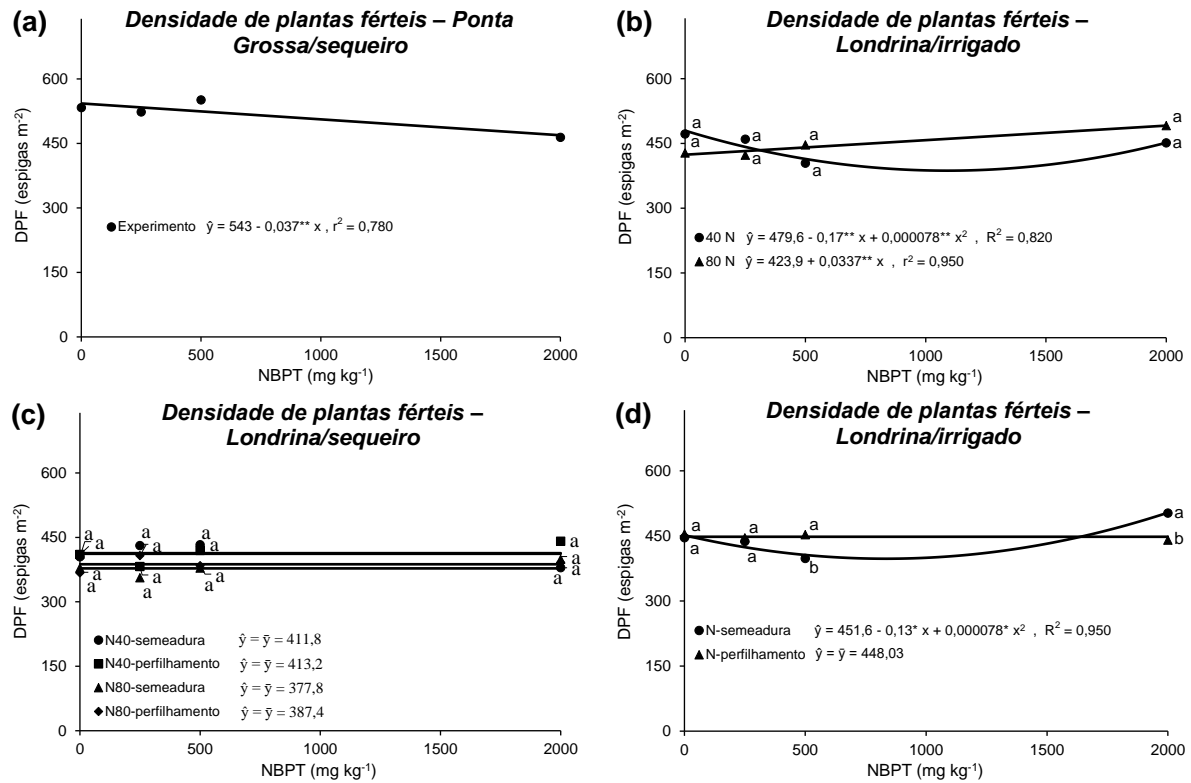 (a)
Densidade de plantas férteis – Ponta
Grossa/sequeiro
DPF (espigas m-2)
600
450
300
150
0
●Experimento ŷ = 543 - 0,037** x , r² = 0,780
0 500 1000 1500 2000
NBPT (mg kg-1)
(b)
Densidade de plantas férteis –
Londrina/irrigado
DPF (espigas m-2)
600
450
300
150
0
a a a a
a a a a
●40 N ŷ = 479,6 - 0,17** x + 0,000078** x² , R² = 0,820
▲80 N ŷ = 423,9 + 0,0337** x , r² = 0,950
0 500 1000 1500 2000
NBPT (mg kg-1)
(c)
Densidade de plantas férteis –
Londrina/sequeiro
DPF (espigas m-2)
600
450
300
150
0
a a a a
a a a a
a a a a
a a a a
●N40-semeadura ŷ = ȳ = 411,8
■N40-perfilhamento ŷ = ȳ = 413,2
▲N80-semeadura ŷ = ȳ = 377,8
◆N80-perfilhamento ŷ = ȳ = 387,4
0 500 1000 1500 2000
NBPT (mg kg-1)
(d)
Densidade de plantas férteis –
Londrina/irrigado
DPF (espigas m-2)
600
450
300
150
0
a a a a
a a b b
●N-semeadura ŷ = 451,6 - 0,13* x + 0,000078* x² , R² = 0,950
▲N-perfilhamento ŷ = ȳ = 448,03
0 500 1000 1500 2000
NBPT (mg kg-1)